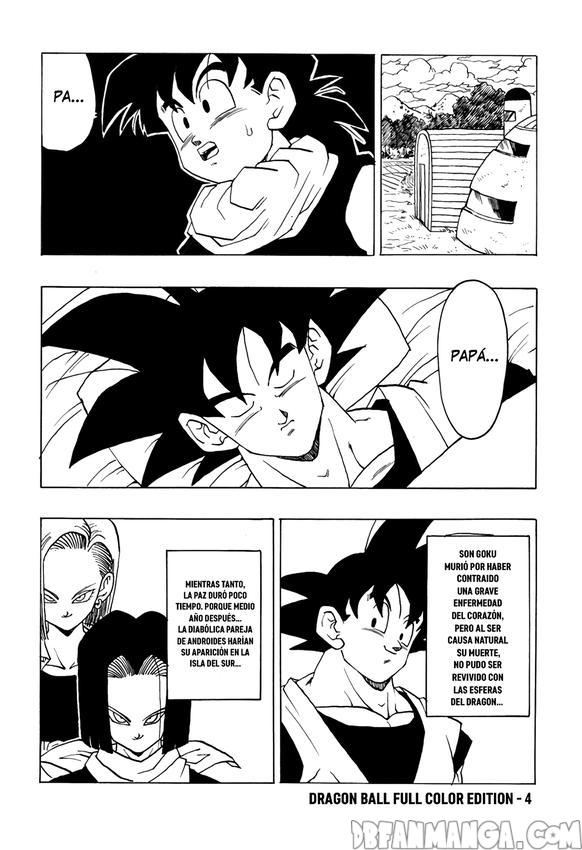 PA...
PAPÁ...
MIENTRAS TANTO,
LA PAZ DURÓ POCO
TIEMPO. PORQUE MEDIO
AÑO DESPUÉS...
LA DIABÓLICA PAREJA
DE ANDROIDES HARÍAN
SU APARICIÓN EN LA
ISLA DEL SUR...
SON GOKU
MURIÓ POR HABER
CONTRAIDO
UNA GRAVE
ENFERMEDAD
DEL CORAZÓN,
PERO AL SER
CAUSA NATURAL
SU MUERTE,
NO PUDO SER
REVIVIDO CON
LAS ESFERAS
DEL DRAGON...
DRAGON BALL FULL COLOR EDITION - 4
DBFANMANGA.COM